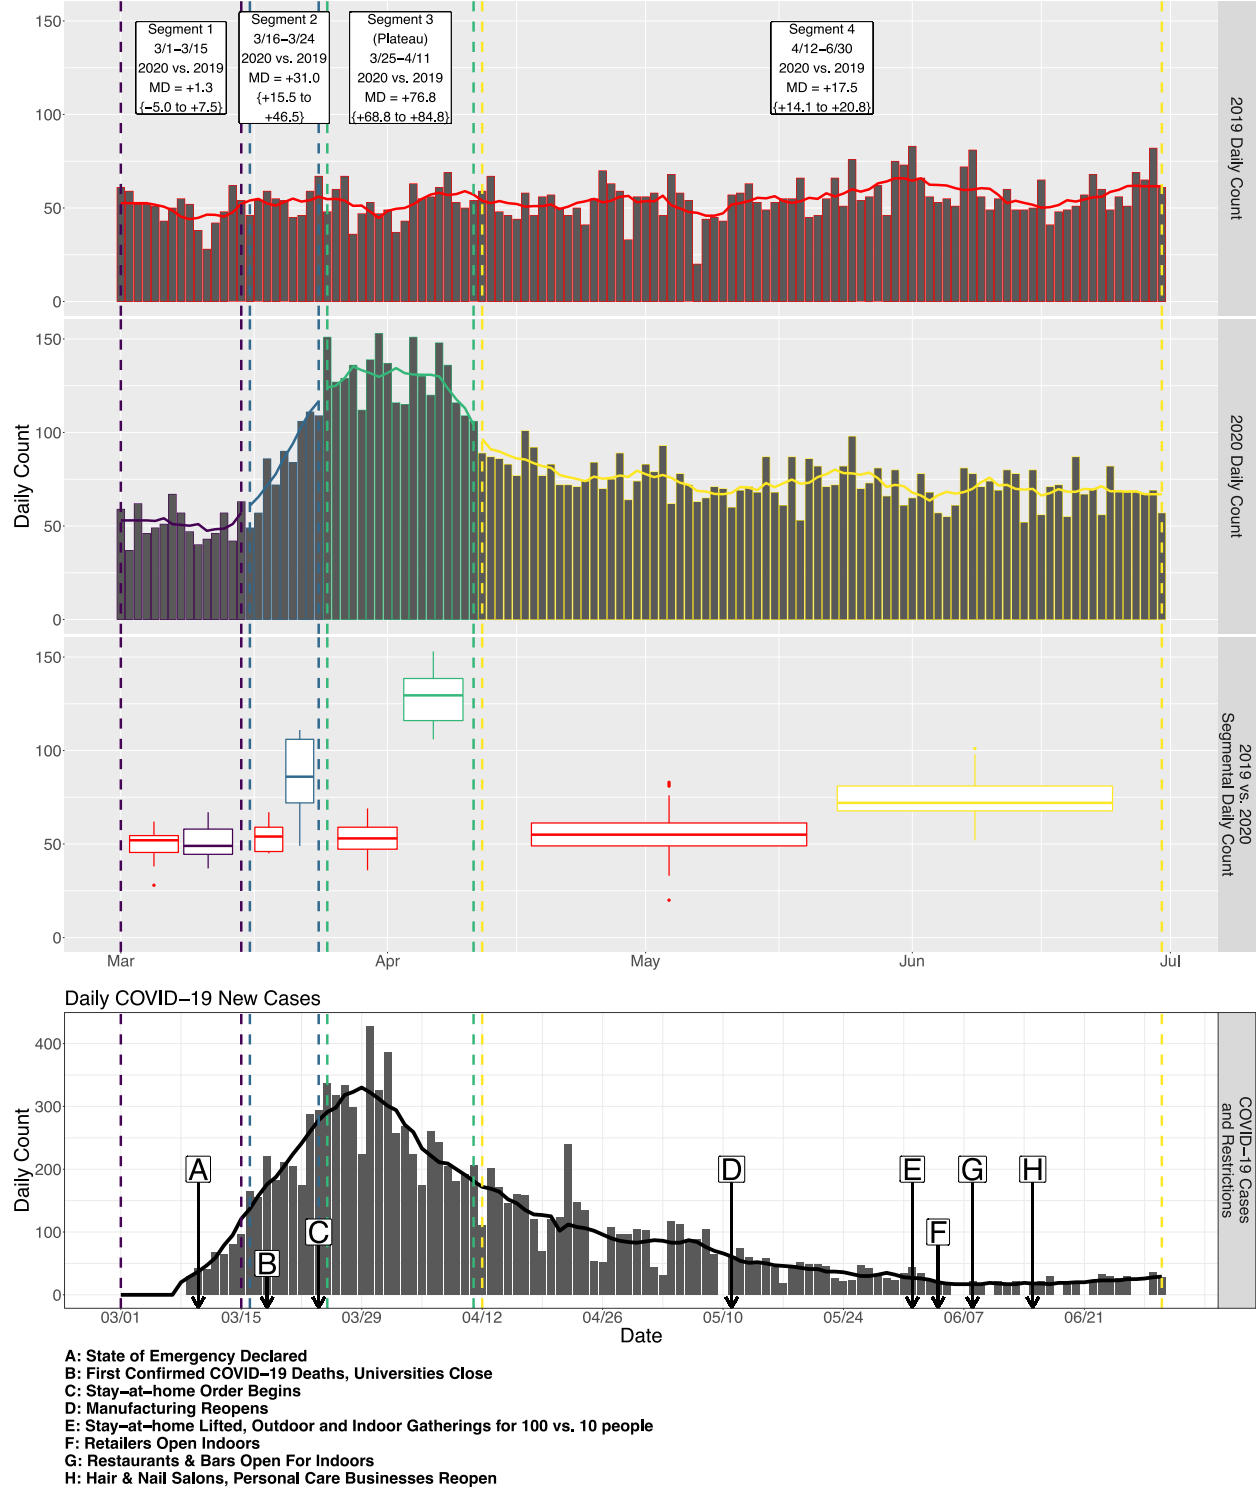 Segment 1
3/1–3/15
2020 vs. 2019
MD = +1.3
{−5.0 to +7.5}
Segment 2
3/16–3/24
2020 vs. 2019
MD = +31.0
{+15.5 to
+46.5}
Segment 3
(Plateau)
3/25–4/11
2020 vs. 2019
MD = +76.8
{+68.8 to +84.8}
Segment 4
4/12–6/30
2020 vs. 2019
MD = +17.5
{+14.1 to +20.8}
150
100
50
0
2019 Daily Count
150
100
50
0
2020 Daily Count
Daily Count
150
100
50
0
2019 vs. 2020
Segmental Daily Count
Mar
Apr
May
Jun
Jul
Daily COVID−19 New Cases
400
300
200
100
0
Daily Count
A
B
C
D
E
F
G
H
COVID−19 Cases
and Restrictions
03/01
03/15
03/29
04/12
04/26
05/10
05/24
06/07
06/21
Date
A: State of Emergency Declared
B: First Confirmed COVID−19 Deaths, Universities Close
C: Stay−at−home Order Begins
D: Manufacturing Reopens
E: Stay−at−home Lifted, Outdoor and Indoor Gatherings for 100 vs. 10 people
F: Retailers Open Indoors
G: Restaurants & Bars Open For Indoors
H: Hair & Nail Salons, Personal Care Businesses Reopen